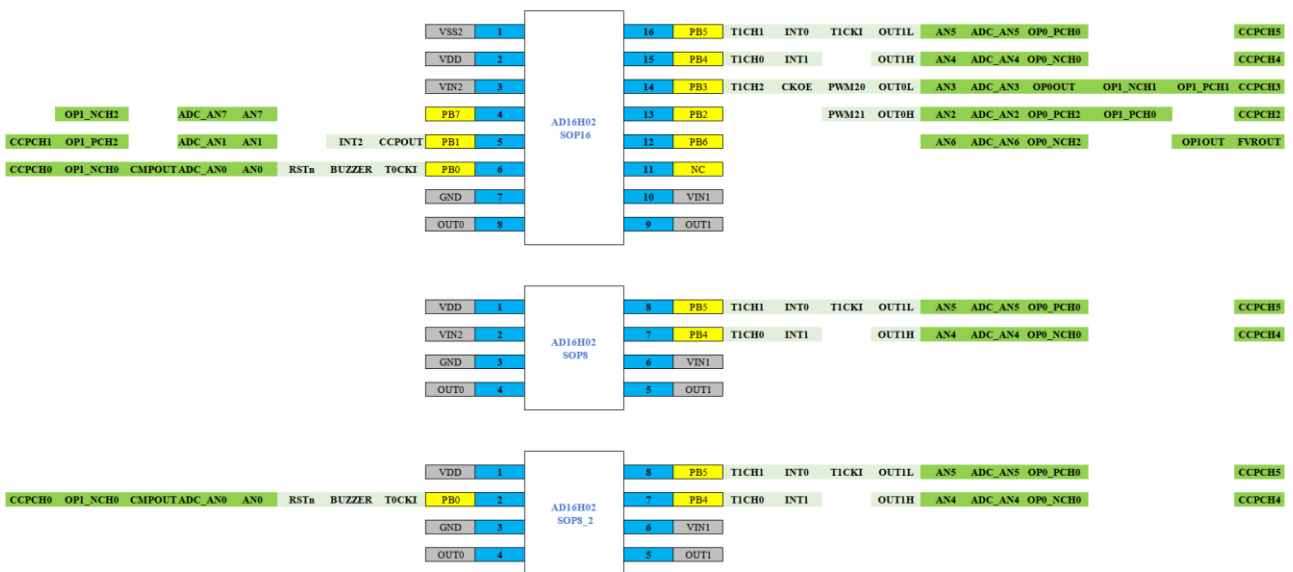 VSS2 1 16 PB5 T1CH1 INT0 T1CKI OUT1L AN5 ADC_AN5 OP0_PCH0 CCPCH5
VDD 2 15 PB4 T1CH0 INT1 OUT1H AN4 ADC_AN4 OP0_NCH0 CCPCH4
VIN2 3 14 PB3 T1CH2 CKOE PWM20 OUT0L AN3 ADC_AN3 OP0OUT OP1_NCH1 OP1_PCH1 CCPCH3
OP1_NCH2 ADC_AN7 AN7 PB7 4 13 PB2 PWM21 OUT0H AN2 ADC_AN2 OP0_PCH2 OP1_PCH0 CCPCH2
AD16H02
SOP16
CCPCH1 OP1_PCH2 ADC_AN1 AN1 INT2 CCPOUT PB1 5 12 PB6 AN6 ADC_AN6 OP0_NCH2 OP1OUT FVROUT
CCPCH0 OP1_NCH0 CMPOUT ADC_AN0 AN0 RSTn BUZZER T0CKI PB0 6 11 NC
GND 7 10 VIN1
OUT0 8 9 OUT1
VDD 1 8 PB5 T1CH1 INT0 T1CKI OUT1L AN5 ADC_AN5 OP0_PCH0 CCPCH5
VIN2 2 7 PB4 T1CH0 INT1 OUT1H AN4 ADC_AN4 OP0_NCH0 CCPCH4
AD16H02
SOP8
GND 3 6 VIN1
OUT0 4 5 OUT1
VDD 1 8 PB5 T1CH1 INT0 T1CKI OUT1L AN5 ADC_AN5 OP0_PCH0 CCPCH5
CCPCH0 OP1_NCH0 CMPOUT ADC_AN0 AN0 RSTn BUZZER T0CKI PB0 2 7 PB4 T1CH0 INT1 OUT1H AN4 ADC_AN4 OP0_NCH0 CCPCH4
AD16H02
SOP8_2
GND 3 6 VIN1
OUT0 4 5 OUT1